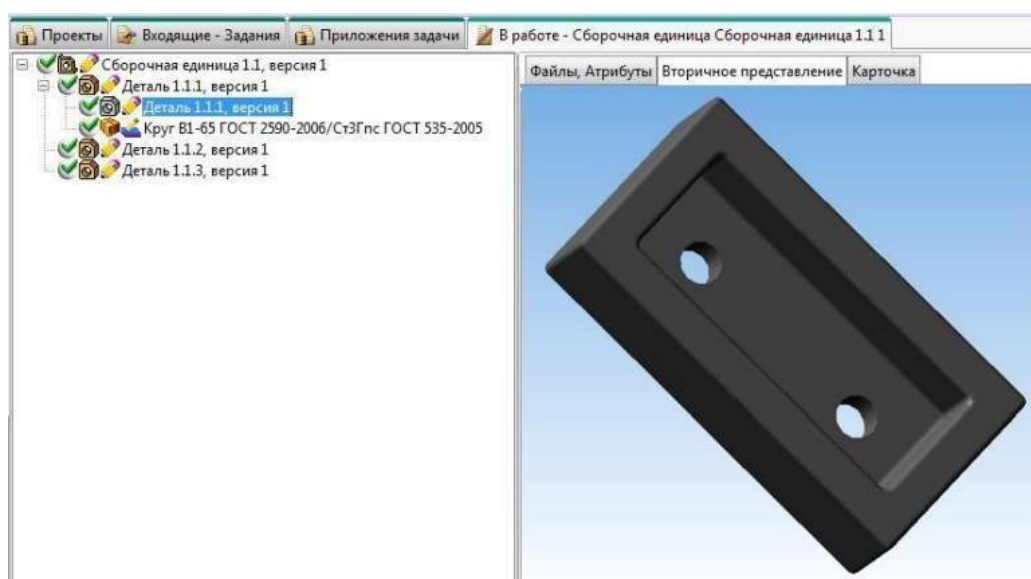 Проекты Входящие - Задания Приложения задачи В работе - Сборочная единица Сборочная единица 1.1 1
Сборочная единица 1.1, версия 1
Деталь 1.1.1, версия 1
Деталь 1.1.1, версия 1
Круг В1-65 ГОСТ 2590-2006/Ст3Гпс ГОСТ 535-2005
Деталь 1.1.2, версия 1
Деталь 1.1.3, версия 1
Файлы, Атрибуты Вторичное представление Карточка